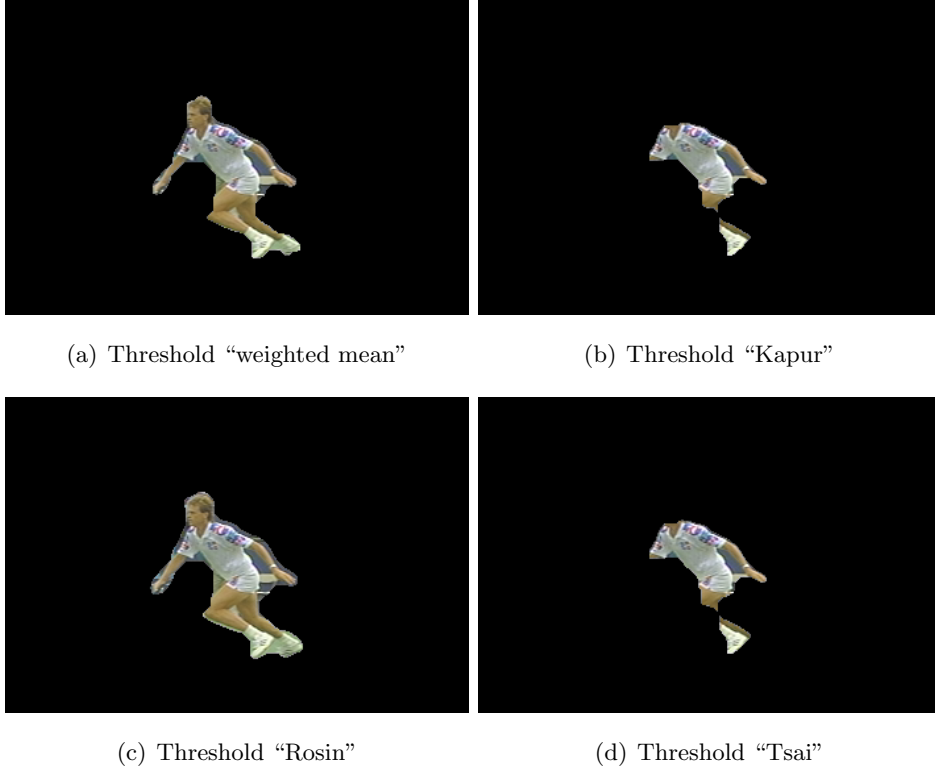 (a) Threshold “weighted mean”
(b) Threshold “Kapur”
(c) Threshold “Rosin”
(d) Threshold “Tsai”